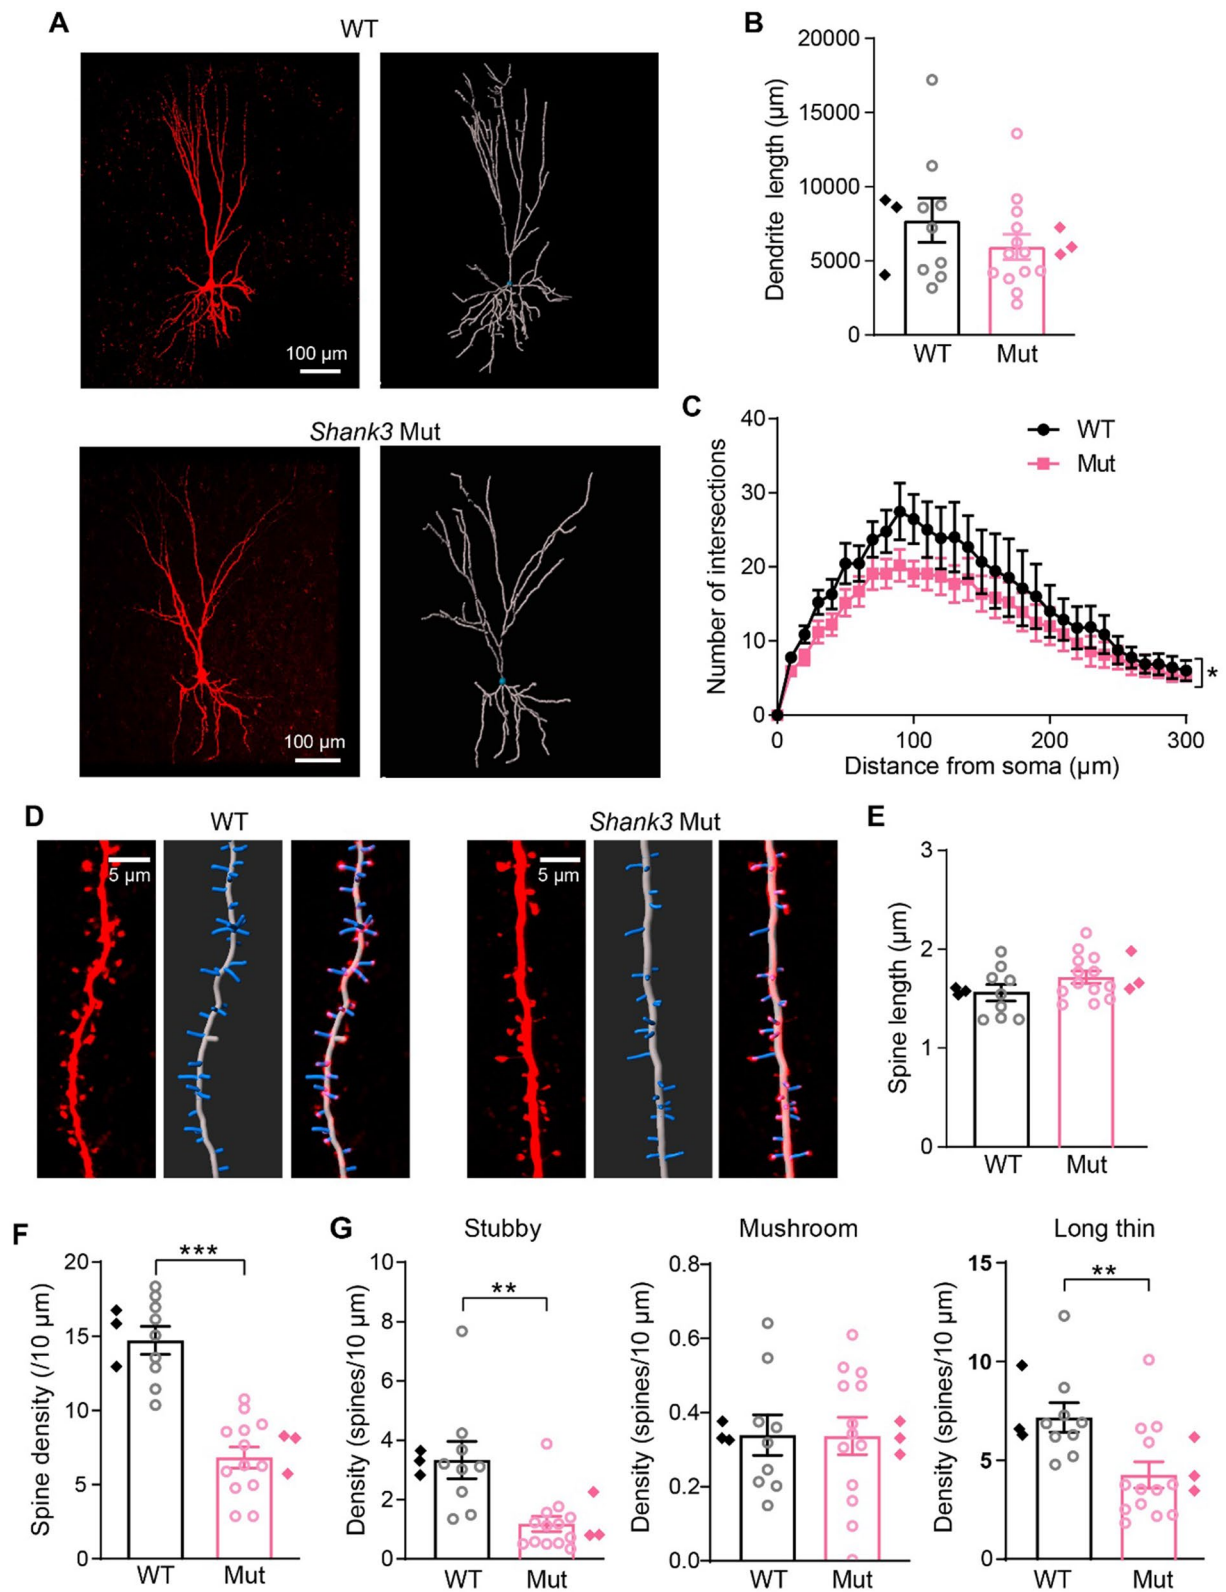 A
WT
100 µm
Shank3 Mut
100 µm
B
Dendrite length (µm)
20000
15000
10000
5000
0
WT
Mut
C
Number of intersections
40
30
20
10
0
WT
Mut
*
0
100
200
300
Distance from soma (µm)
D
WT
5 µm
Shank3 Mut
5 µm
E
Spine length (µm)
3
2
1
0
WT
Mut
F
Spine density (/10 µm)
20
15
10
5
0
***
WT
Mut
G
Stubby
Density (spines/10 µm)
10
8
6
4
2
0
**
WT
Mut
Mushroom
Density (spines/10 µm)
0.8
0.6
0.4
0.2
0.0
WT
Mut
Long thin
Density (spines/10 µm)
15
10
5
0
**
WT
Mut